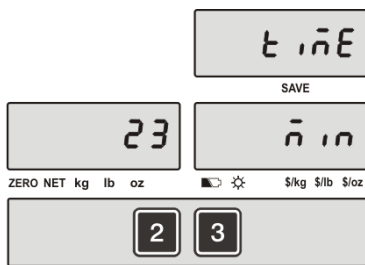 timE
SAVE
23 min
ZERO NET kg lb oz $/kg $/lb $/oz
2 3